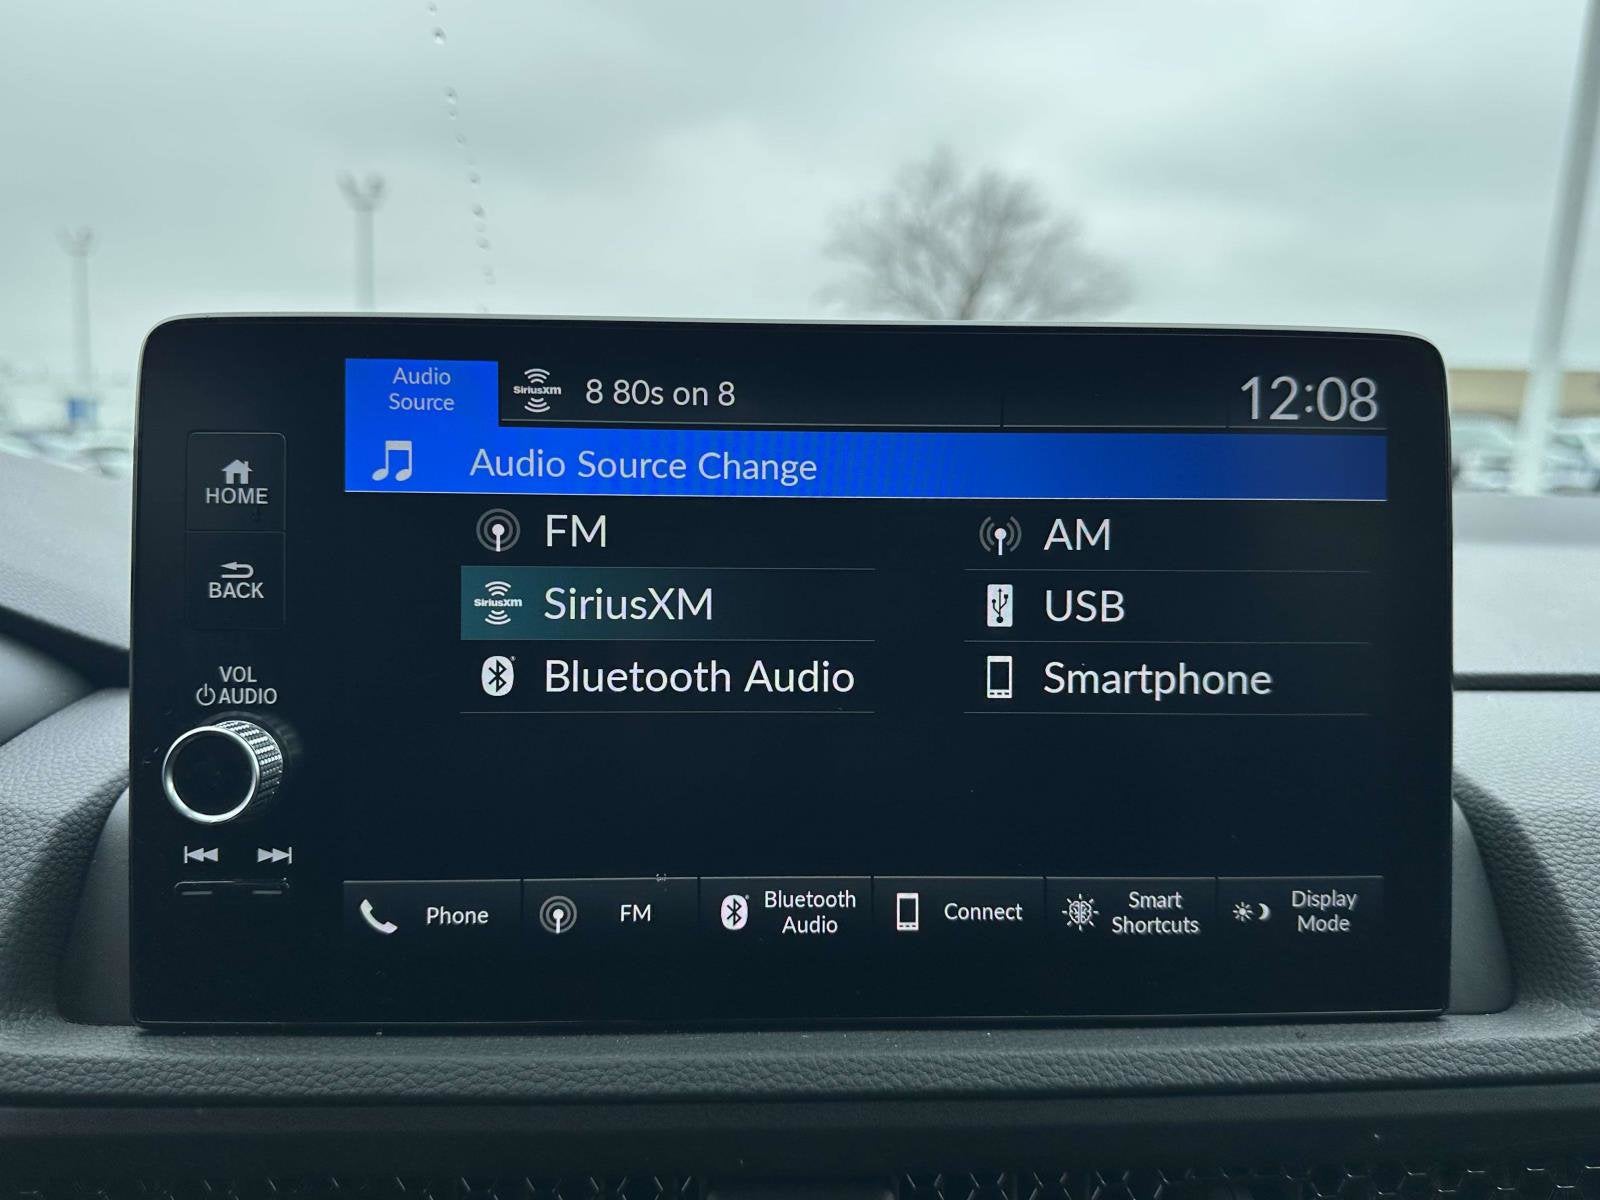 Audio
Source
SiriusXM
8 80s on 8
12:08
Audio Source Change
HOME
BACK
VOL
AUDIO
FM
AM
SiriusXM
SiriusXM
USB
Bluetooth Audio
Smartphone
Phone
FM
Bluetooth
Audio
Connect
Smart
Shortcuts
Display
Mode